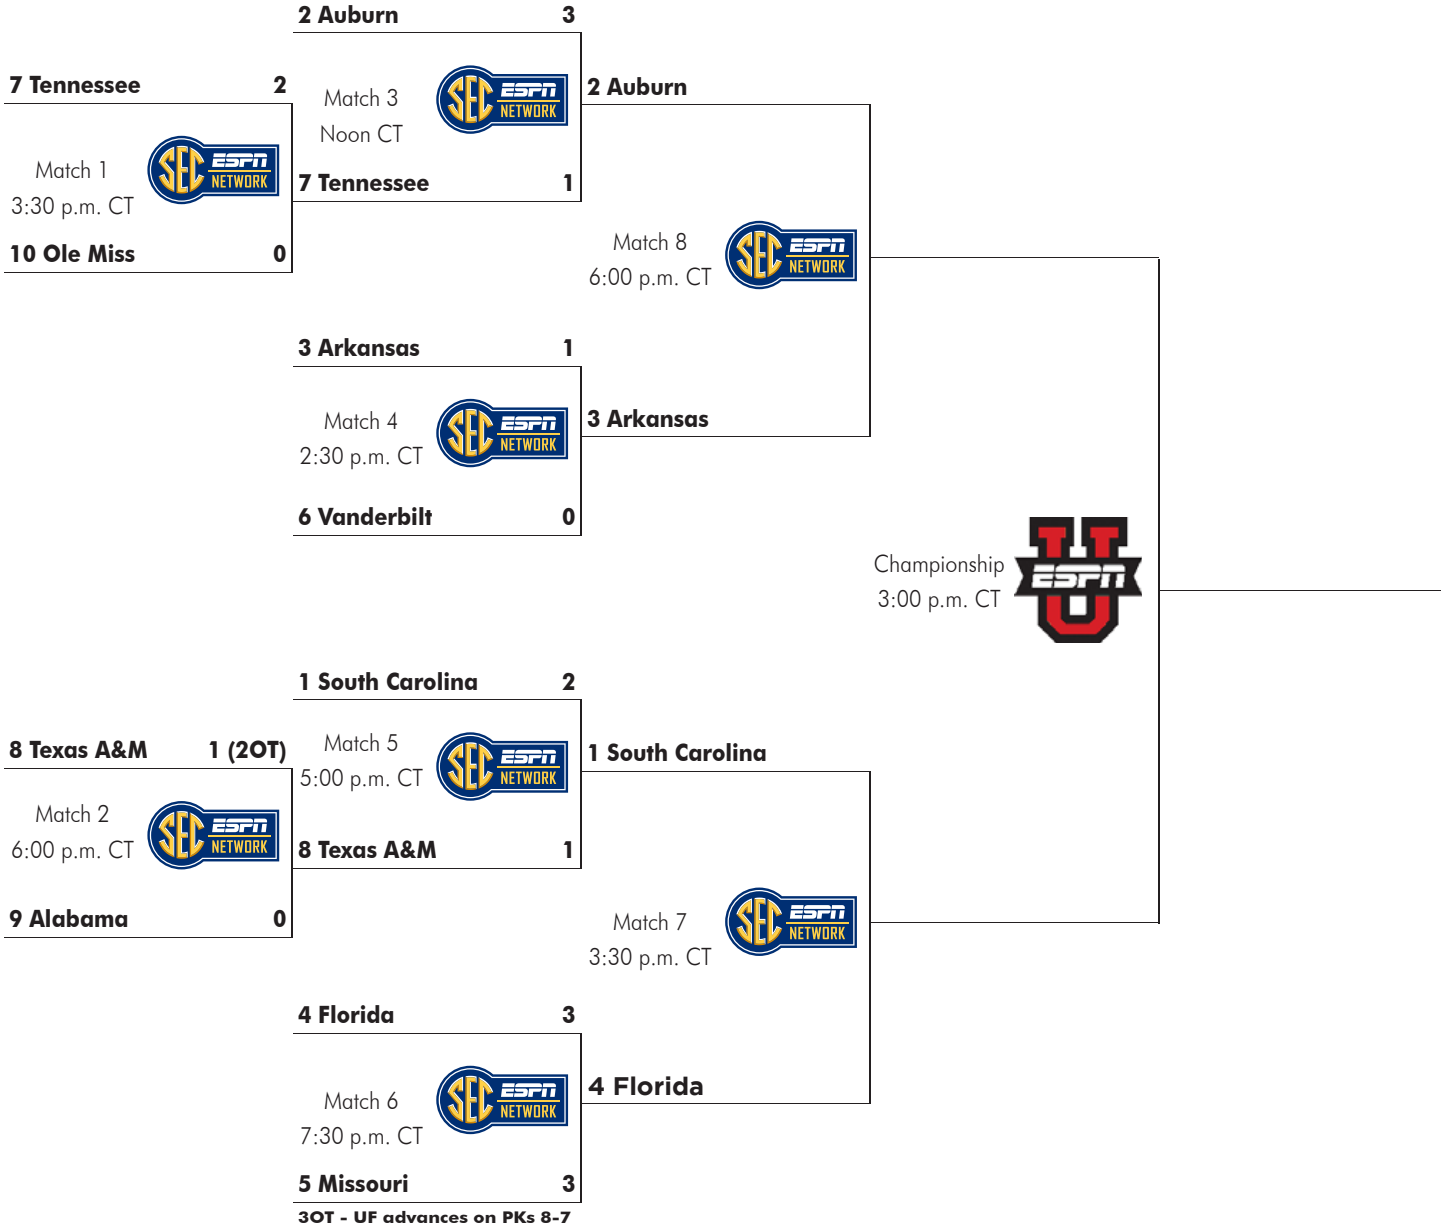 2 Auburn 3
7 Tennessee 2
Match 3
Noon CT
SEC ESPN NETWORK
2 Auburn
Match 1
3:30 p.m. CT
SEC ESPN NETWORK
7 Tennessee 1
10 Ole Miss 0
Match 8
6:00 p.m. CT
SEC ESPN NETWORK
3 Arkansas 1
Match 4
2:30 p.m. CT
SEC ESPN NETWORK
3 Arkansas
6 Vanderbilt 0
Championship
3:00 p.m. CT
ESPN U
1 South Carolina 2
8 Texas A&M 1 (2OT)
Match 5
5:00 p.m. CT
SEC ESPN NETWORK
1 South Carolina
Match 2
6:00 p.m. CT
SEC ESPN NETWORK
8 Texas A&M 1
9 Alabama 0
Match 7
3:30 p.m. CT
SEC ESPN NETWORK
4 Florida 3
Match 6
7:30 p.m. CT
SEC ESPN NETWORK
4 Florida
5 Missouri 3
3OT - UF advances on PKs 8-7